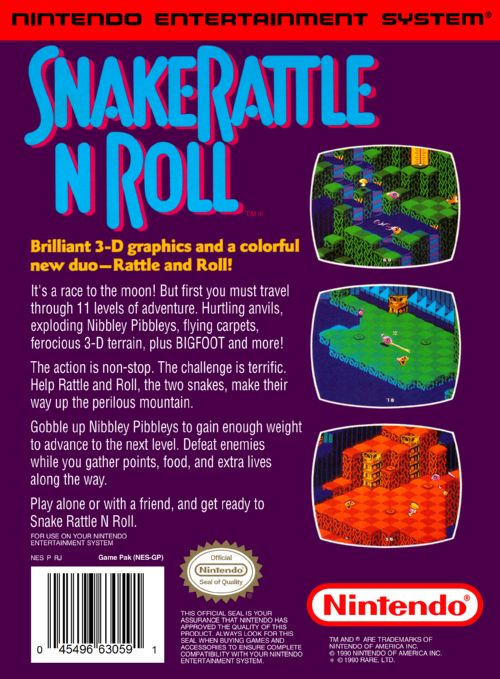 NINTENDO ENTERTAINMENT SYSTEM®
SNAKE RATTLE
N ROLL
TM®
Brilliant 3-D graphics and a colorful
new duo—Rattle and Roll!
It's a race to the moon! But first you must travel
through 11 levels of adventure. Hurtling anvils,
exploding Nibbley Pibbleys, flying carpets,
ferocious 3-D terrain, plus BIGFOOT and more!
The action is non-stop. The challenge is terrific.
Help Rattle and Roll, the two snakes, make their
way up the perilous mountain.
Gobble up Nibbley Pibbleys to gain enough weight
to advance to the next level. Defeat enemies
while you gather points, food, and extra lives
along the way.
Play alone or with a friend, and get ready to
Snake Rattle N Roll.
FOR USE ON YOUR NINTENDO
ENTERTAINMENT SYSTEM
NES P RJ
Game Pak (NES-GP)
0 45496 63059 1
Official
Nintendo
Seal of Quality
THIS OFFICIAL SEAL IS YOUR
ASSURANCE THAT NINTENDO HAS
APPROVED THE QUALITY OF THIS
PRODUCT. ALWAYS LOOK FOR THIS
SEAL WHEN BUYING GAMES AND
ACCESSORIES TO ENSURE COMPLETE
COMPATIBILITY WITH YOUR NINTENDO
ENTERTAINMENT SYSTEM.
Nintendo®
TM AND ® ARE TRADEMARKS OF
NINTENDO OF AMERICA INC.
© 1990 NINTENDO OF AMERICA INC.
* © 1990 RARE, LTD.